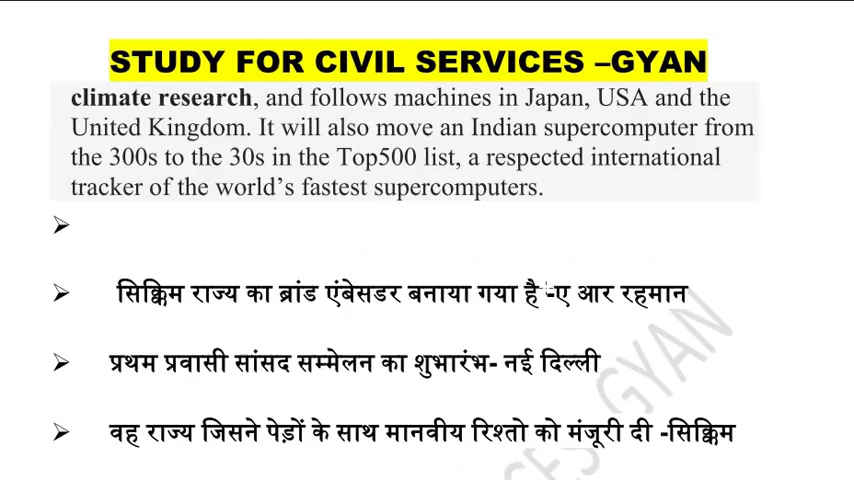 STUDY FOR CIVIL SERVICES –GYAN
climate research, and follows machines in Japan, USA and the
United Kingdom. It will also move an Indian supercomputer from
the 300s to the 30s in the Top500 list, a respected international
tracker of the world’s fastest supercomputers.
सिक्किम राज्य का ब्रांड एंबेसडर बनाया गया है -ए आर रहमान
प्रथम प्रवासी सांसद सम्मेलन का शुभारंभ- नई दिल्ली
वह राज्य जिसने पेड़ों के साथ मानवीय रिश्तो को मंजूरी दी -सिक्किम
GYAN